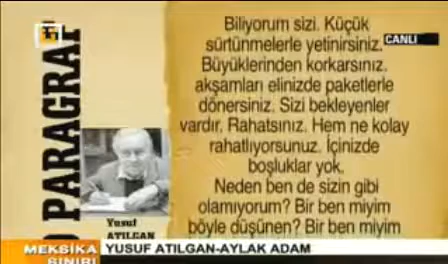 Biliyorum sizi. Küçük
sürtünmelerle yetinirsiniz.
Büyüklerinden korkarsınız.
akşamları elinizde paketlerle
dönersiniz. Sizi bekleyenler
vardır. Rahatsınız. Hem ne kolay
rahatlıyorsunuz. İçinizde
boşluklar yok.
Neden ben de sizin gibi
olamıyorum? Bir ben miyim
böyle düşünen? Bir ben miyim
CANLI
O PARAGRAF
Yusuf
ATILGAN
MEKSİKA
SINIRI
YUSUF ATILGAN-AYLAK ADAM